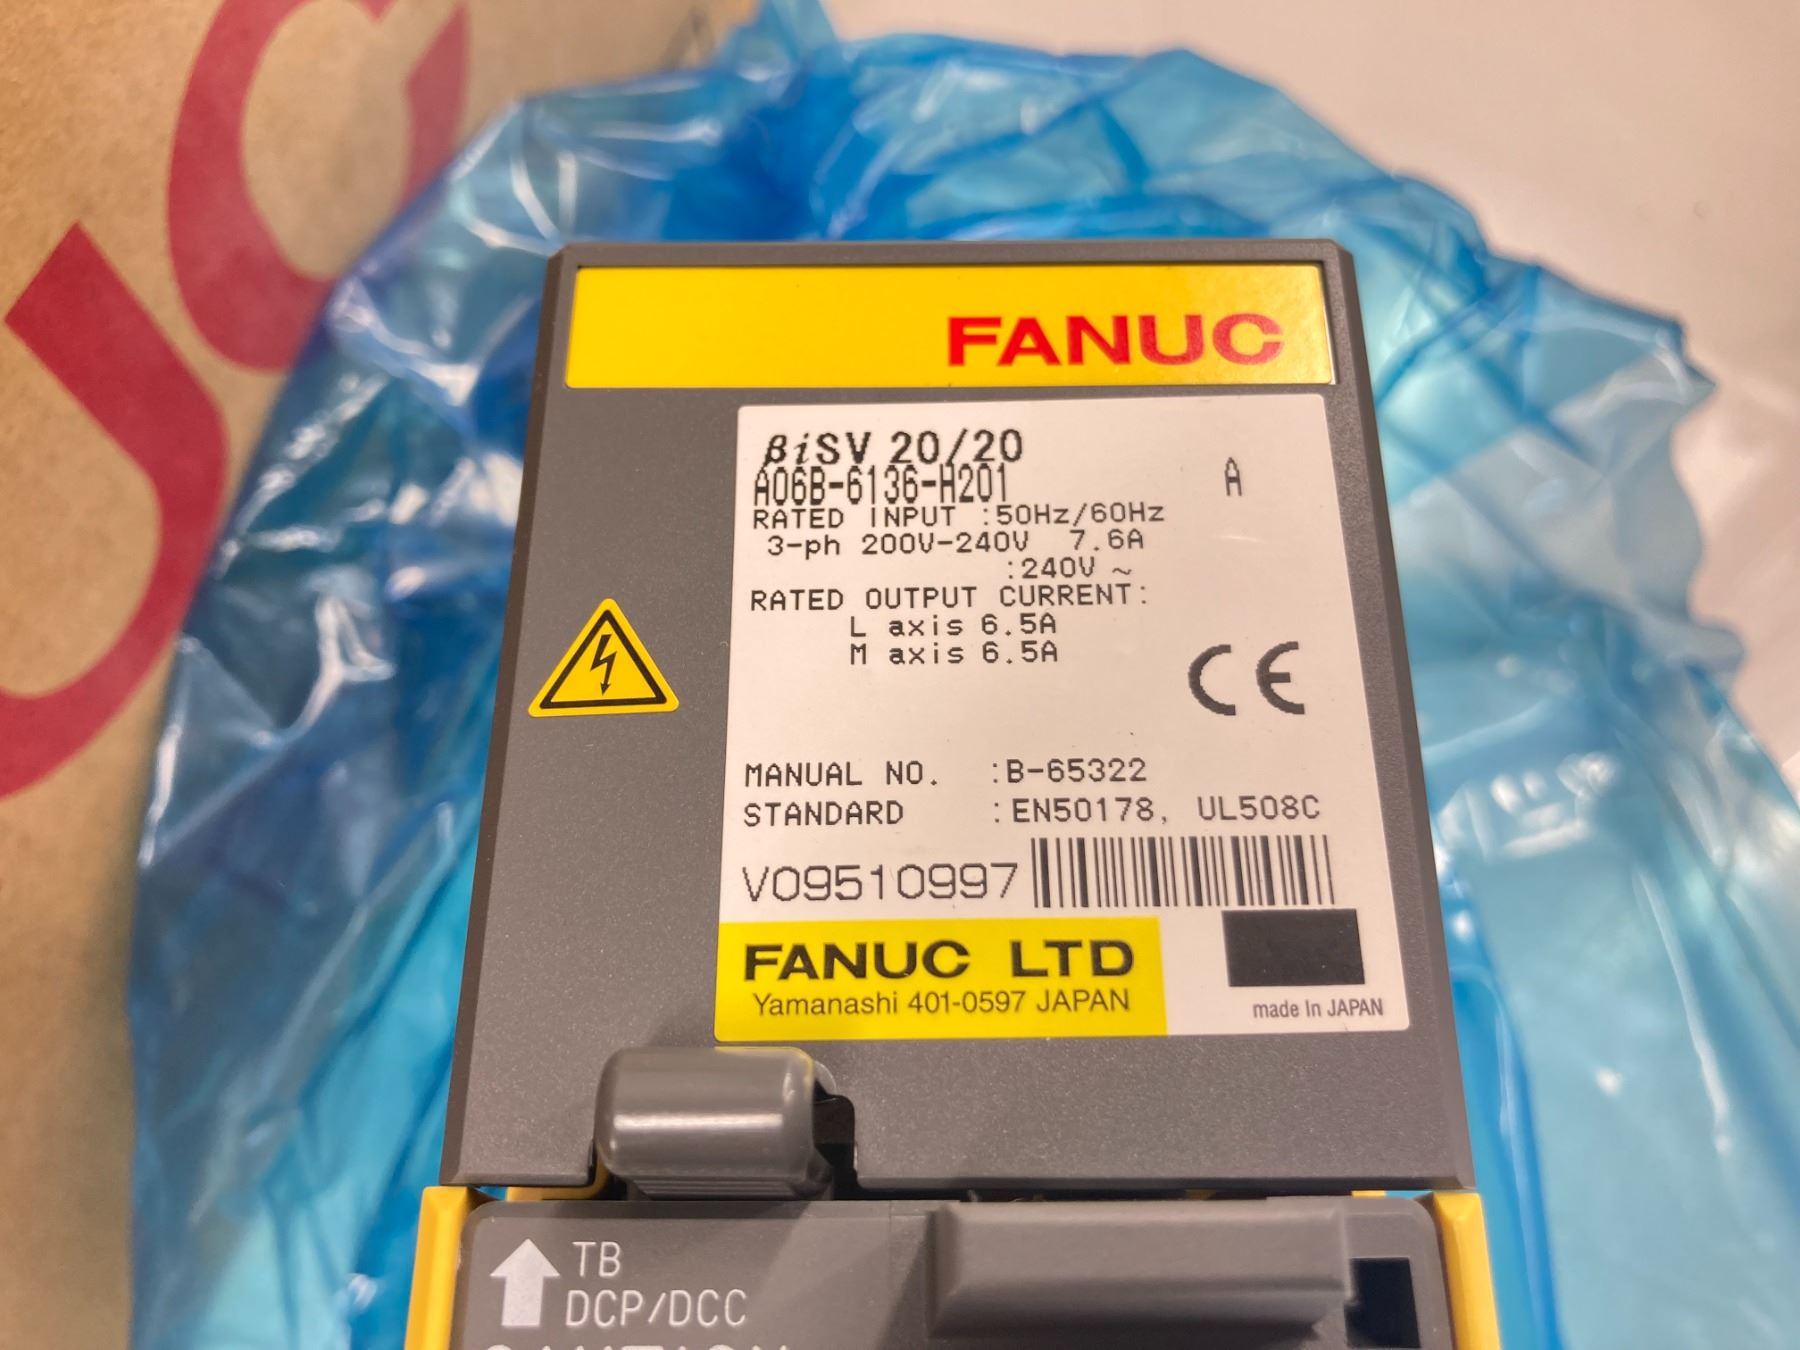 FANUC
βiSV 20/20
A06B-6136-H201 A
RATED INPUT :50Hz/60Hz
3-ph 200V-240V 7.6A
:240V ~
RATED OUTPUT CURRENT:
L axis 6.5A
M axis 6.5A
CE
MANUAL NO. :B-65322
STANDARD :EN50178, UL508C
V09510997
FANUC LTD
Yamanashi 401-0597 JAPAN
made In JAPAN
TB
DCP/DCC